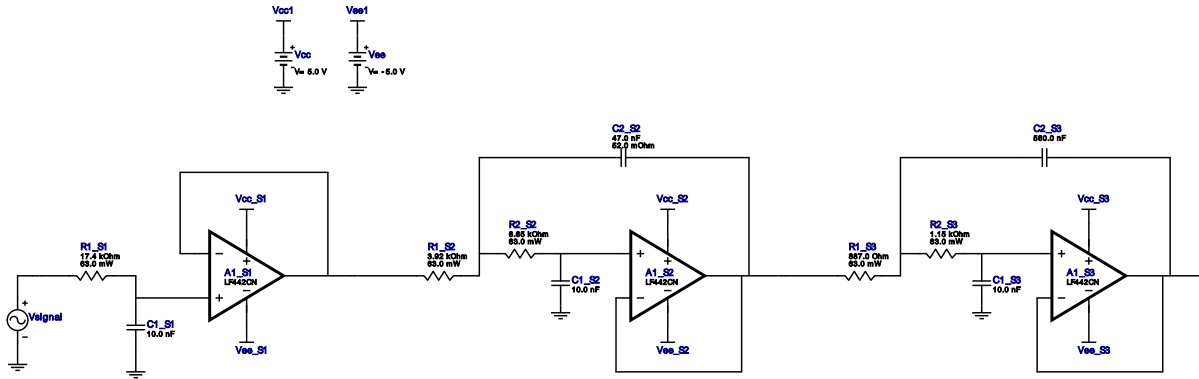 Vcc1
Vee1
+
Vcc
V= 5.0 V
-
+
Vee
V= -5.0 V
-
C2_S2
47.0 nF
52.0 mOhm
C2_S3
560.0 nF
Vcc_S1
Vcc_S2
Vcc_S3
R1_S1
17.4 kOhm
63.0 mW
R1_S2
3.92 kOhm
63.0 mW
R2_S2
6.65 kOhm
63.0 mW
R1_S3
887.0 Ohm
63.0 mW
R2_S3
1.15 kOhm
63.0 mW
A1_S1
LF442CN
A1_S2
LF442CN
A1_S3
LF442CN
C1_S2
10.0 nF
C1_S3
10.0 nF
+
Vsignal
-
C1_S1
10.0 nF
Vee_S1
Vee_S2
Vee_S3